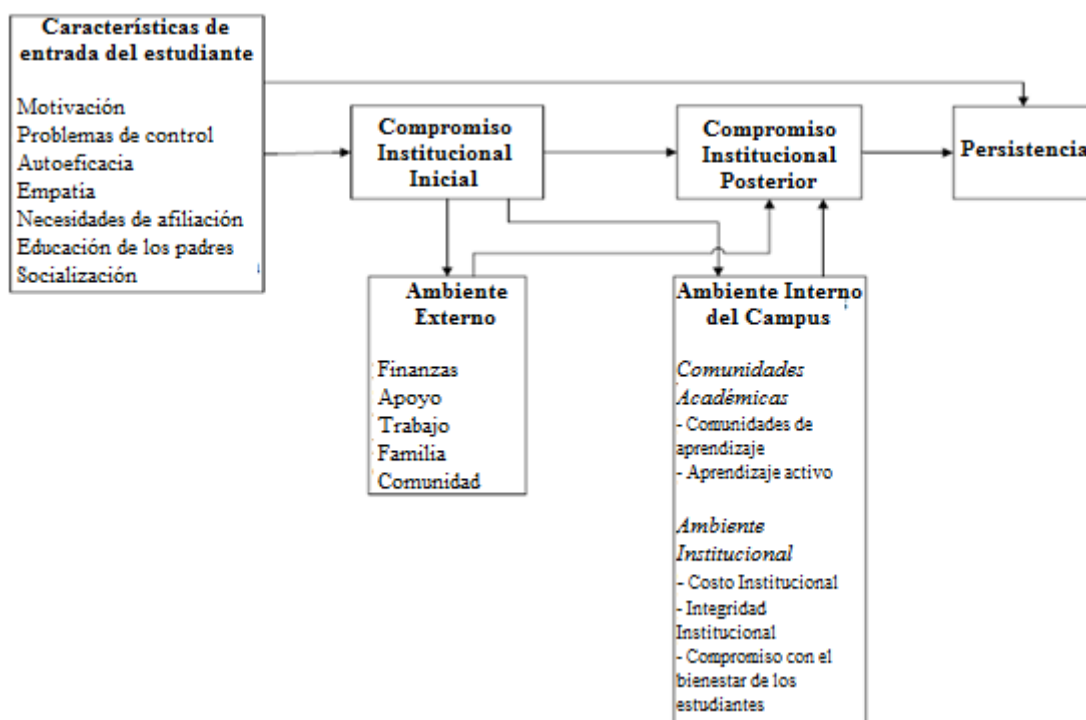 Características de
entrada del estudiante
Motivación
Problemas de control
Autoeficacia
Empatia
Necesidades de afiliación
Educación de los padres
Socialización
Compromiso
Institucional
Inicial
Compromiso
Institucional
Posterior
Persistencia
Ambiente
Externo
Finanzas
Apoyo
Trabajo
Familia
Comunidad
Ambiente Interno
del Campus
Comunidades
Académicas
- Comunidades de
aprendizaje
- Aprendizaje activo
Ambiente
Institucional
- Costo Institucional
- Integridad
Institucional
- Compromiso con el
bienestar de los
estudiantes